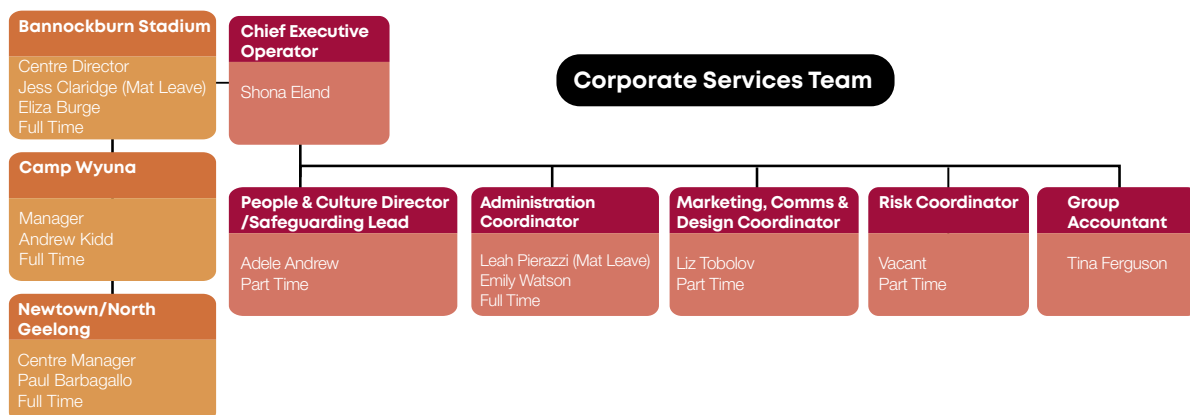 Bannockburn Stadium
Centre Director
Jess Claridge (Mat Leave)
Eliza Burge
Full Time
Chief Executive
Operator
Shona Eland
Corporate Services Team
Camp Wyuna
Manager
Andrew Kidd
Full Time
Newtown/North
Geelong
Centre Manager
Paul Barbagallo
Full Time
People & Culture Director
/Safeguarding Lead
Adele Andrew
Part Time
Administration
Coordinator
Leah Pierazzi (Mat Leave)
Emily Watson
Full Time
Marketing, Comms &
Design Coordinator
Liz Tobolov
Part Time
Risk Coordinator
Vacant
Part Time
Group
Accountant
Tina Ferguson